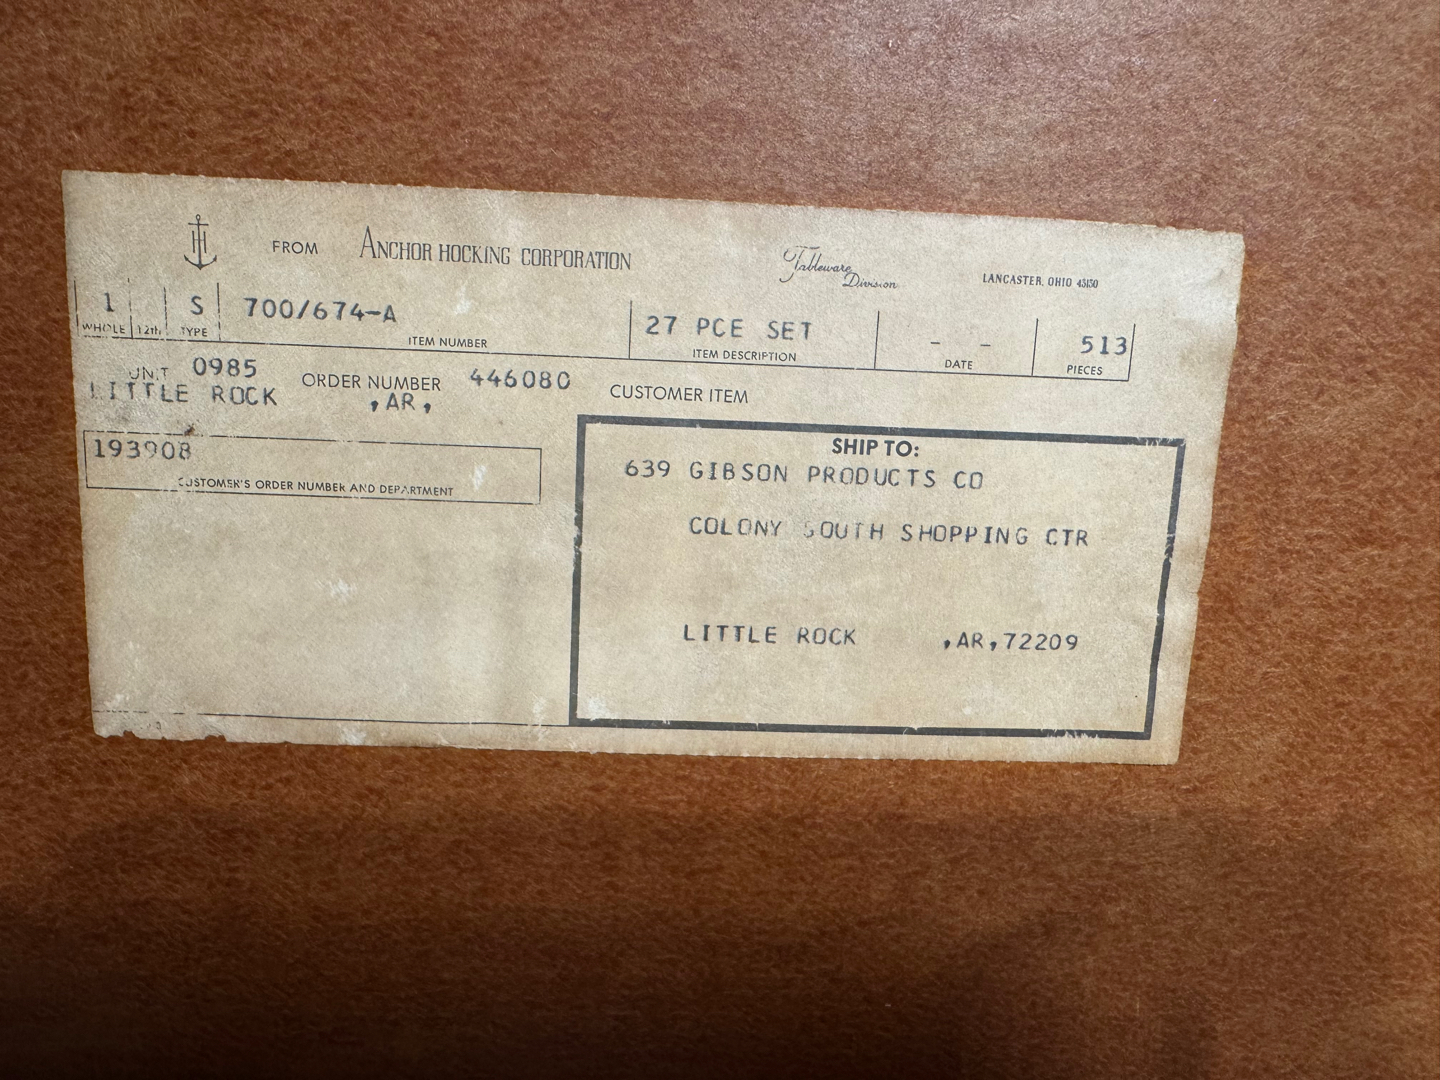 FROM ANCHOR HOCKING CORPORATION Tableware Division LANCASTER, OHIO 43130
1 S 700/674-A 27 PCE SET - - 513
WHOLE 12th TYPE ITEM NUMBER ITEM DESCRIPTION DATE PIECES
UNIT 0985 ORDER NUMBER 446080 CUSTOMER ITEM
LITTLE ROCK ,AR,
193908
CUSTOMER'S ORDER NUMBER AND DEPARTMENT
SHIP TO:
639 GIBSON PRODUCTS CO
COLONY SOUTH SHOPPING CTR
LITTLE ROCK ,AR,72209